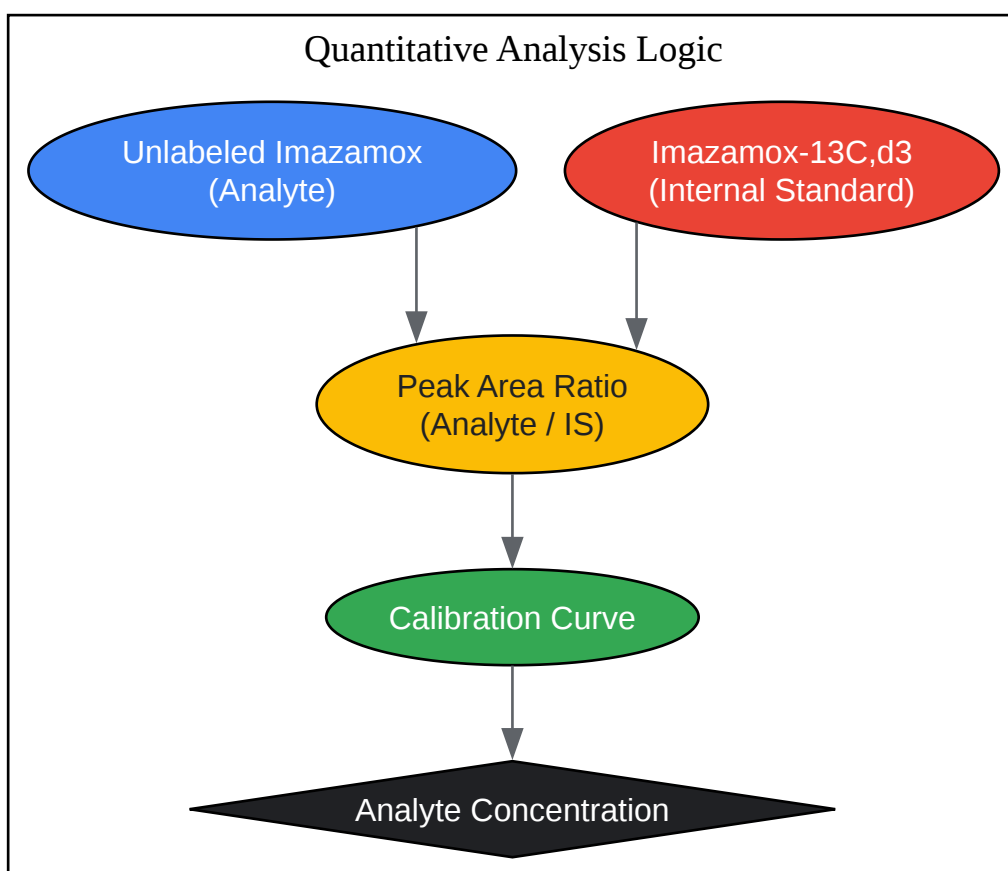 Quantitative Analysis Logic
Unlabeled Imazamox
(Analyte)
Imazamox-13C,d3
(Internal Standard)
Peak Area Ratio
(Analyte / IS)
Calibration Curve
Analyte Concentration